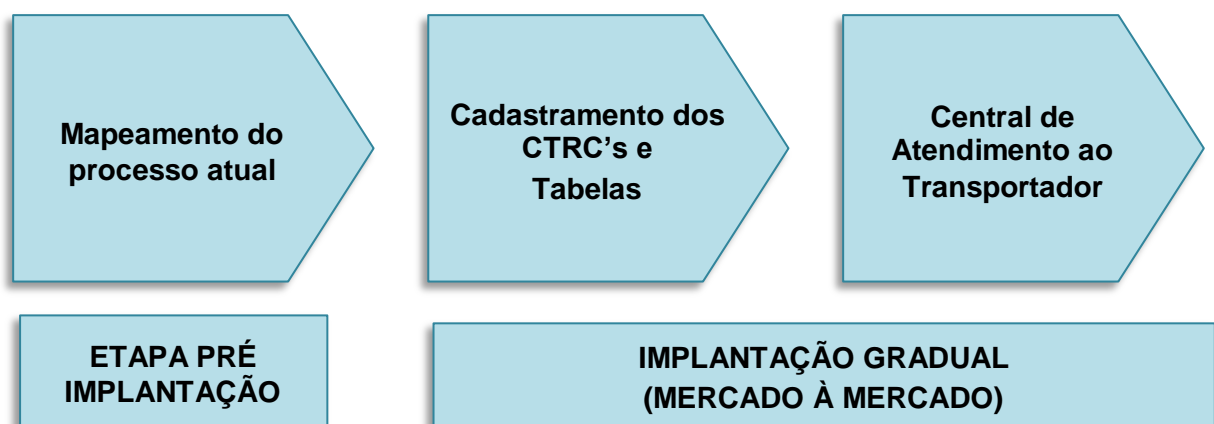 Mapeamento do
processo atual
Cadastramento dos
CTRC’s e
Tabelas
Central de
Atendimento ao
Transportador
ETAPA PRÉ
IMPLANTAÇÃO
IMPLANTAÇÃO GRADUAL
(MERCADO À MERCADO)